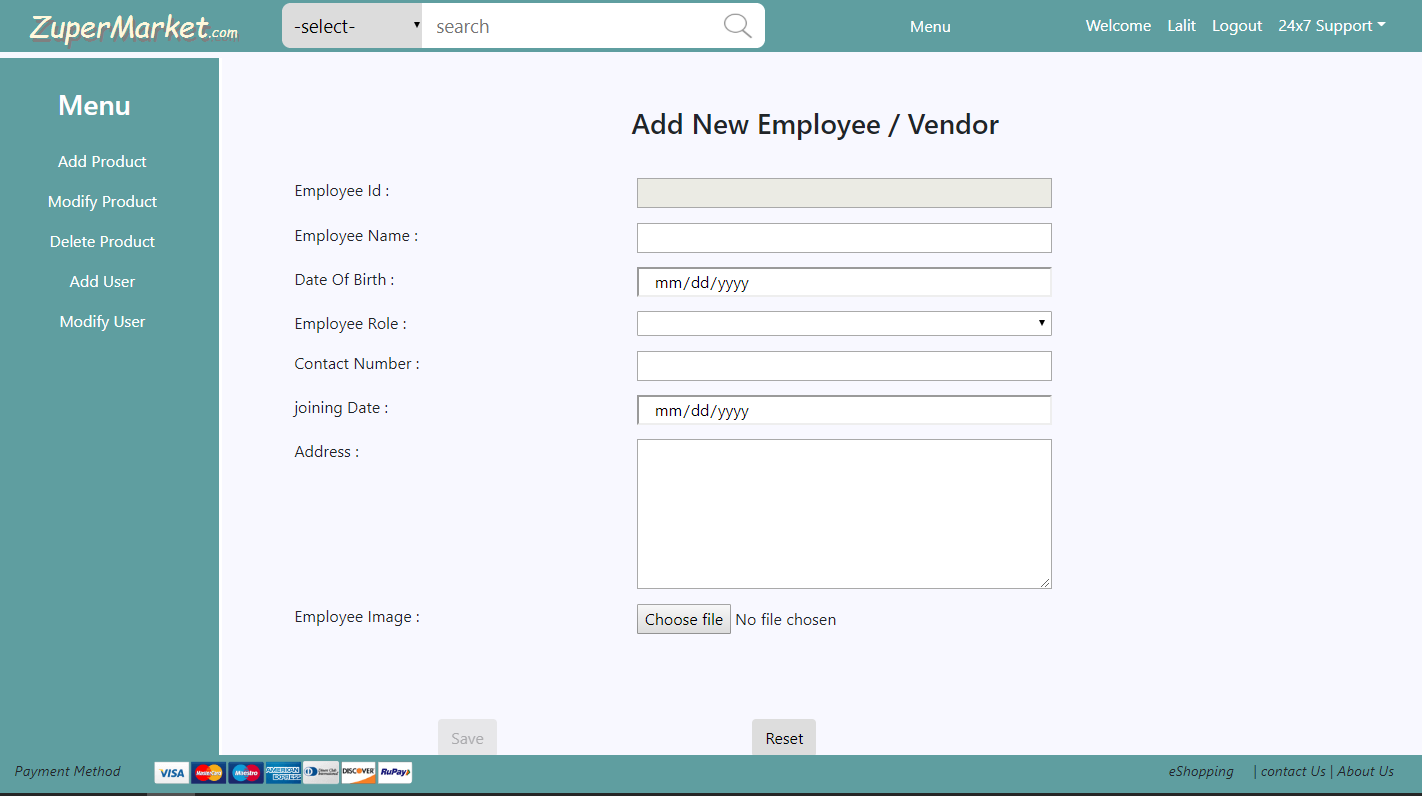 ZuperMarket.com -select- search Menu Welcome Lalit Logout 24x7 Support
Menu
Add Product
Modify Product
Delete Product
Add User
Modify User
Add New Employee / Vendor
Employee Id :
Employee Name :
Date Of Birth : mm/dd/yyyy
Employee Role :
Contact Number :
joining Date : mm/dd/yyyy
Address :
Employee Image : Choose file No file chosen
Save Reset
Payment Method VISA MasterCard Maestro AMERICAN EXPRESS Diners Club International DISCOVER RuPay eShopping | contact Us | About Us